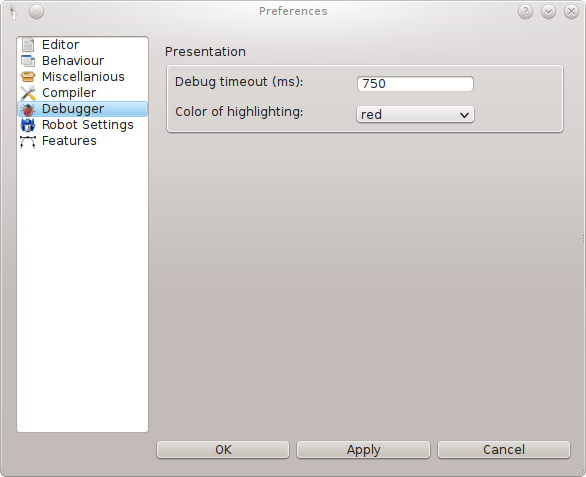 Preferences
Editor
Behaviour
Miscellanious
Compiler
Debugger
Robot Settings
Features
Presentation
Debug timeout (ms): 750
Color of highlighting: red
OK Apply Cancel